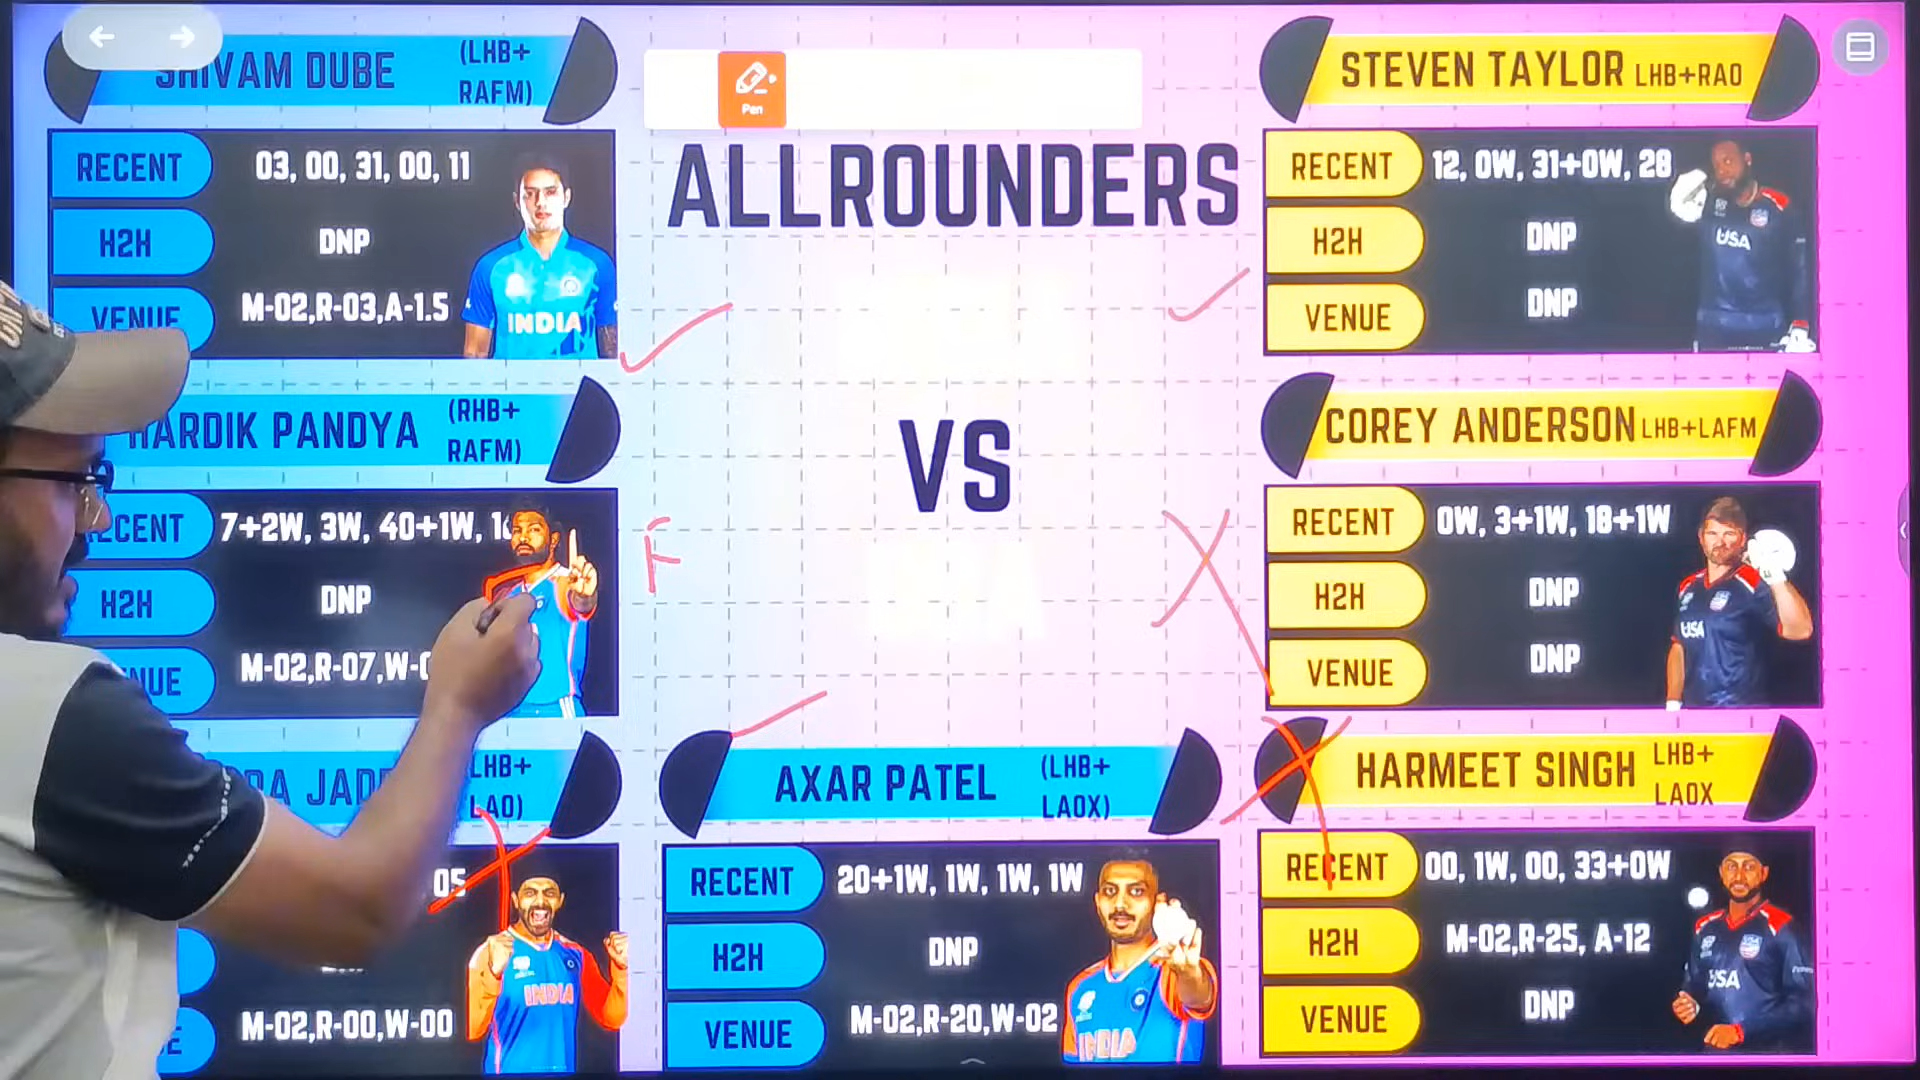 SHIVAM DUBE
(LHB+
RAFM)
RECENT
03, 00, 31, 00, 11
H2H
DNP
VENUE
M-02,R-03,A-1.5
INDIA
Pen
ALLROUNDERS
VS
STEVEN TAYLOR LHB+RAO
RECENT
12, 0W, 31+0W, 28
H2H
DNP
VENUE
DNP
USA
HARDIK PANDYA
(RHB+
RAFM)
RECENT
7+2W, 3W, 40+1W,
H2H
DNP
M-02,R-07,
F
COREY ANDERSON LHB+LAFM
RECENT
0W, 3+1W, 18+1W
H2H
DNP
VENUE
DNP
USA
LHB+
LAO)
05
M-02,R-00,W-00
INDIA
AXAR PATEL
(LHB+
LAOX)
RECENT
20+1W, 1W, 1W, 1W
H2H
DNP
VENUE
M-02,R-20,W-02
INDIA
HARMEET SINGH
LHB+
LAOX
RECENT
00, 1W, 00, 33+0W
H2H
M-02,R-25, A-12
VENUE
DNP
USA